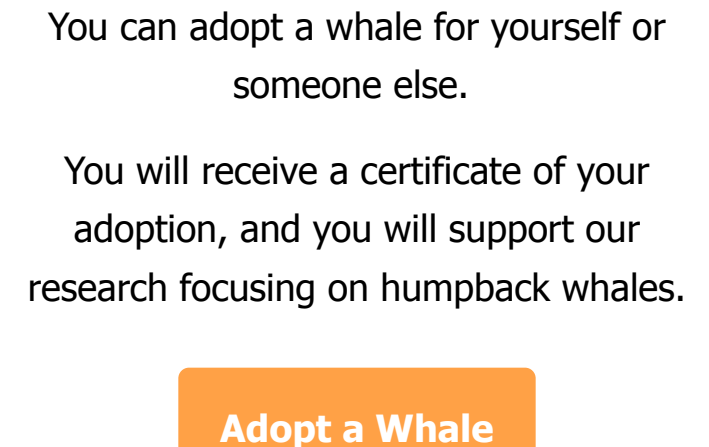 You can adopt a whale for yourself or
someone else.
You will receive a certificate of your
adoption, and you will support our
research focusing on humpback whales.
Adopt a Whale